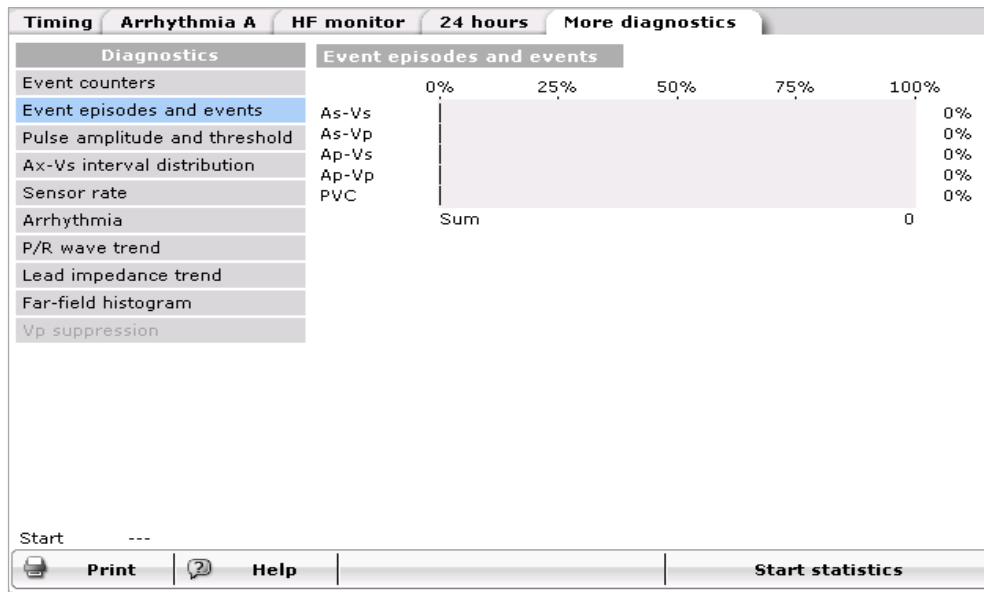 Timing Arrhythmia A HF monitor 24 hours More diagnostics
Diagnostics
Event counters
Event episodes and events
Pulse amplitude and threshold
Ax-Vs interval distribution
Sensor rate
Arrhythmia
P/R wave trend
Lead impedance trend
Far-field histogram
Vp suppression
Event episodes and events
0% 25% 50% 75% 100%
As-Vs 0%
As-Vp 0%
Ap-Vs 0%
Ap-Vp 0%
PVC 0%
Sum 0
Start ---
Print Help Start statistics